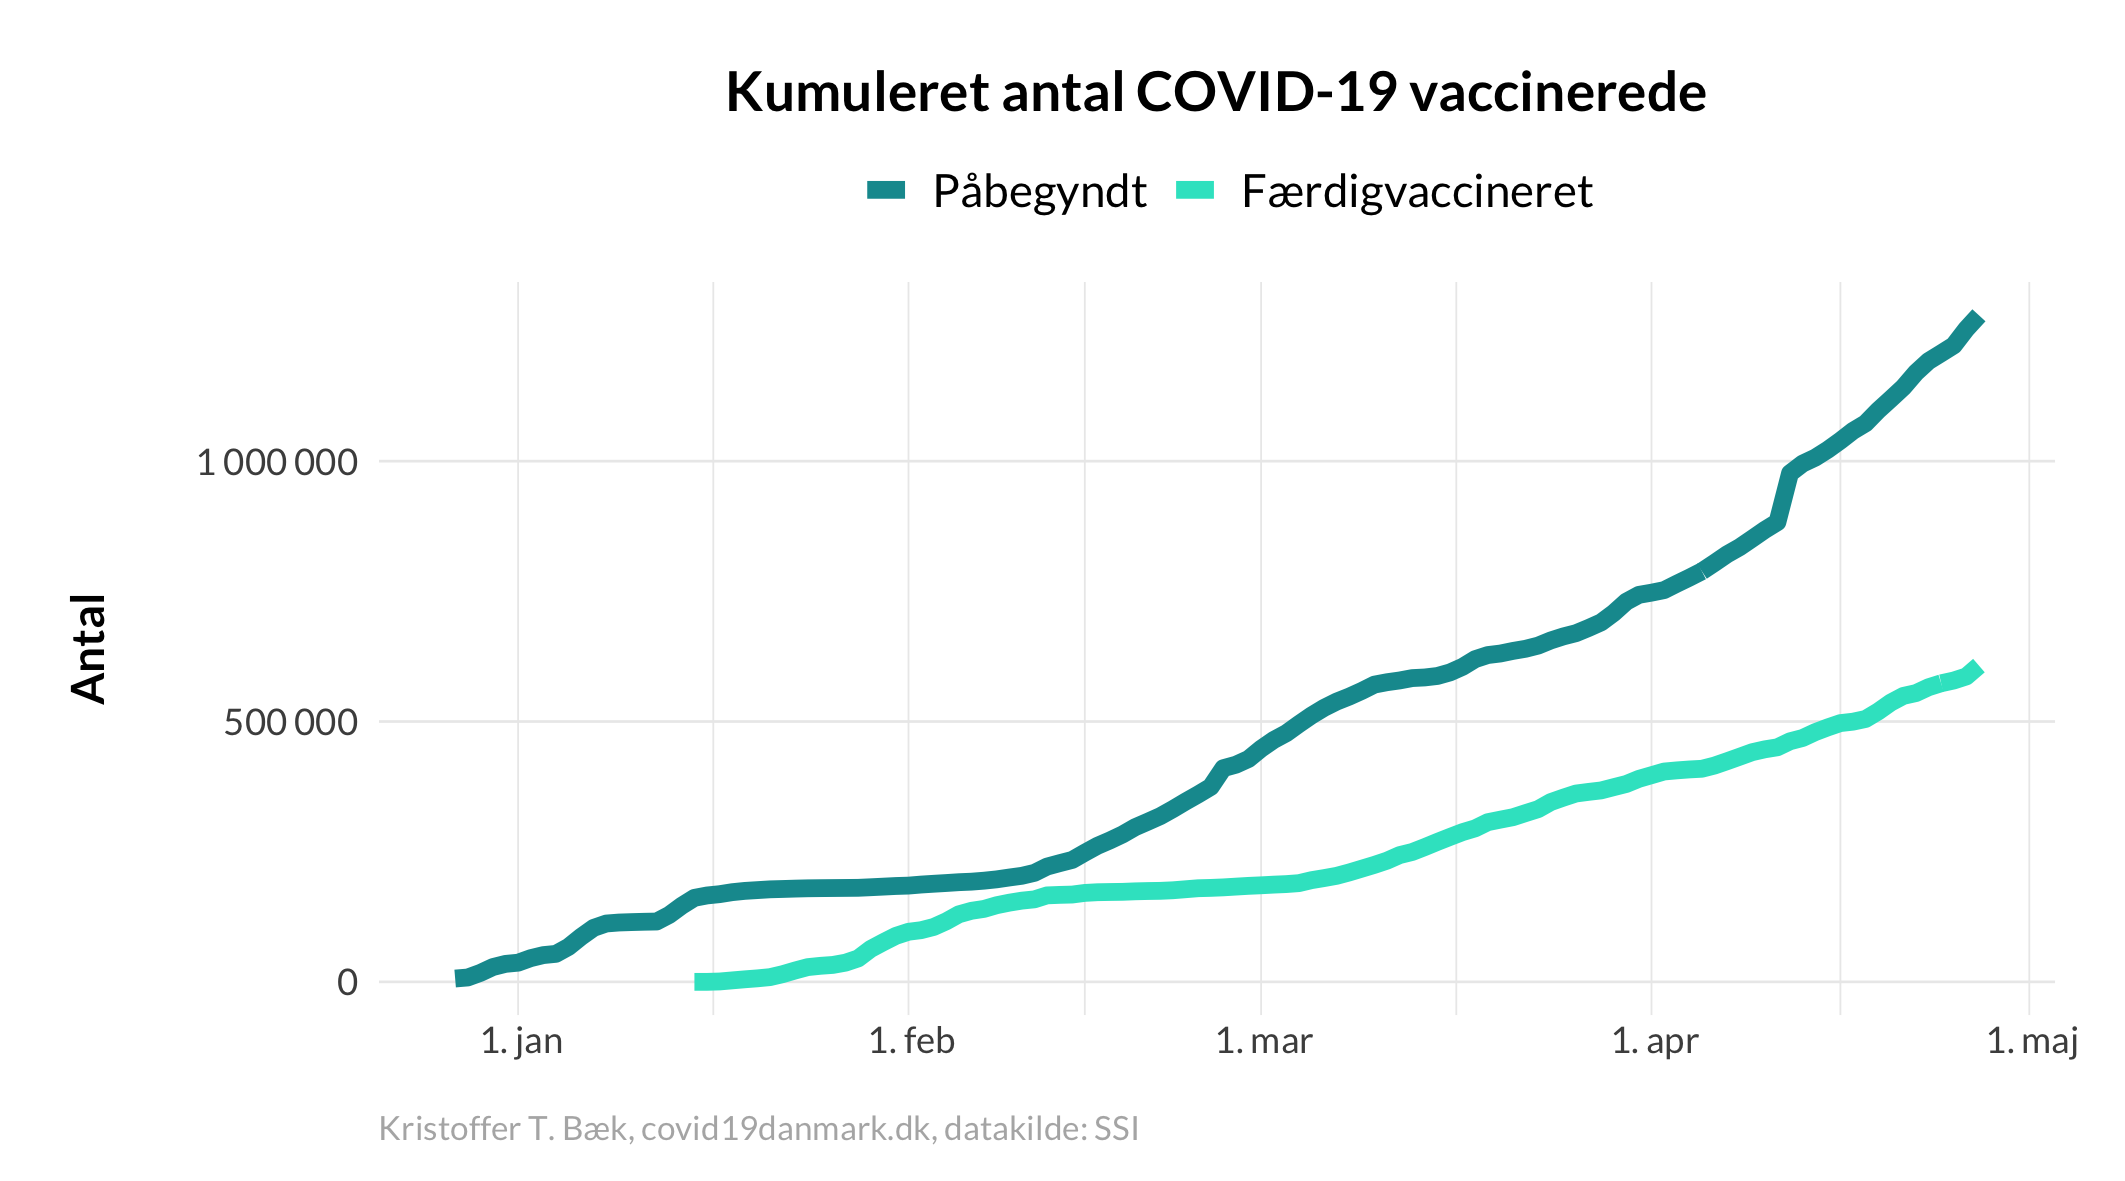 Kumuleret antal COVID-19 vaccinerede
Påbegyndt Færdigvaccineret
Antal
1 000 000
500 000
0
1. jan 1. feb 1. mar 1. apr 1. maj
Kristoffer T. Bæk, covid19danmark.dk, datakilde: SSI